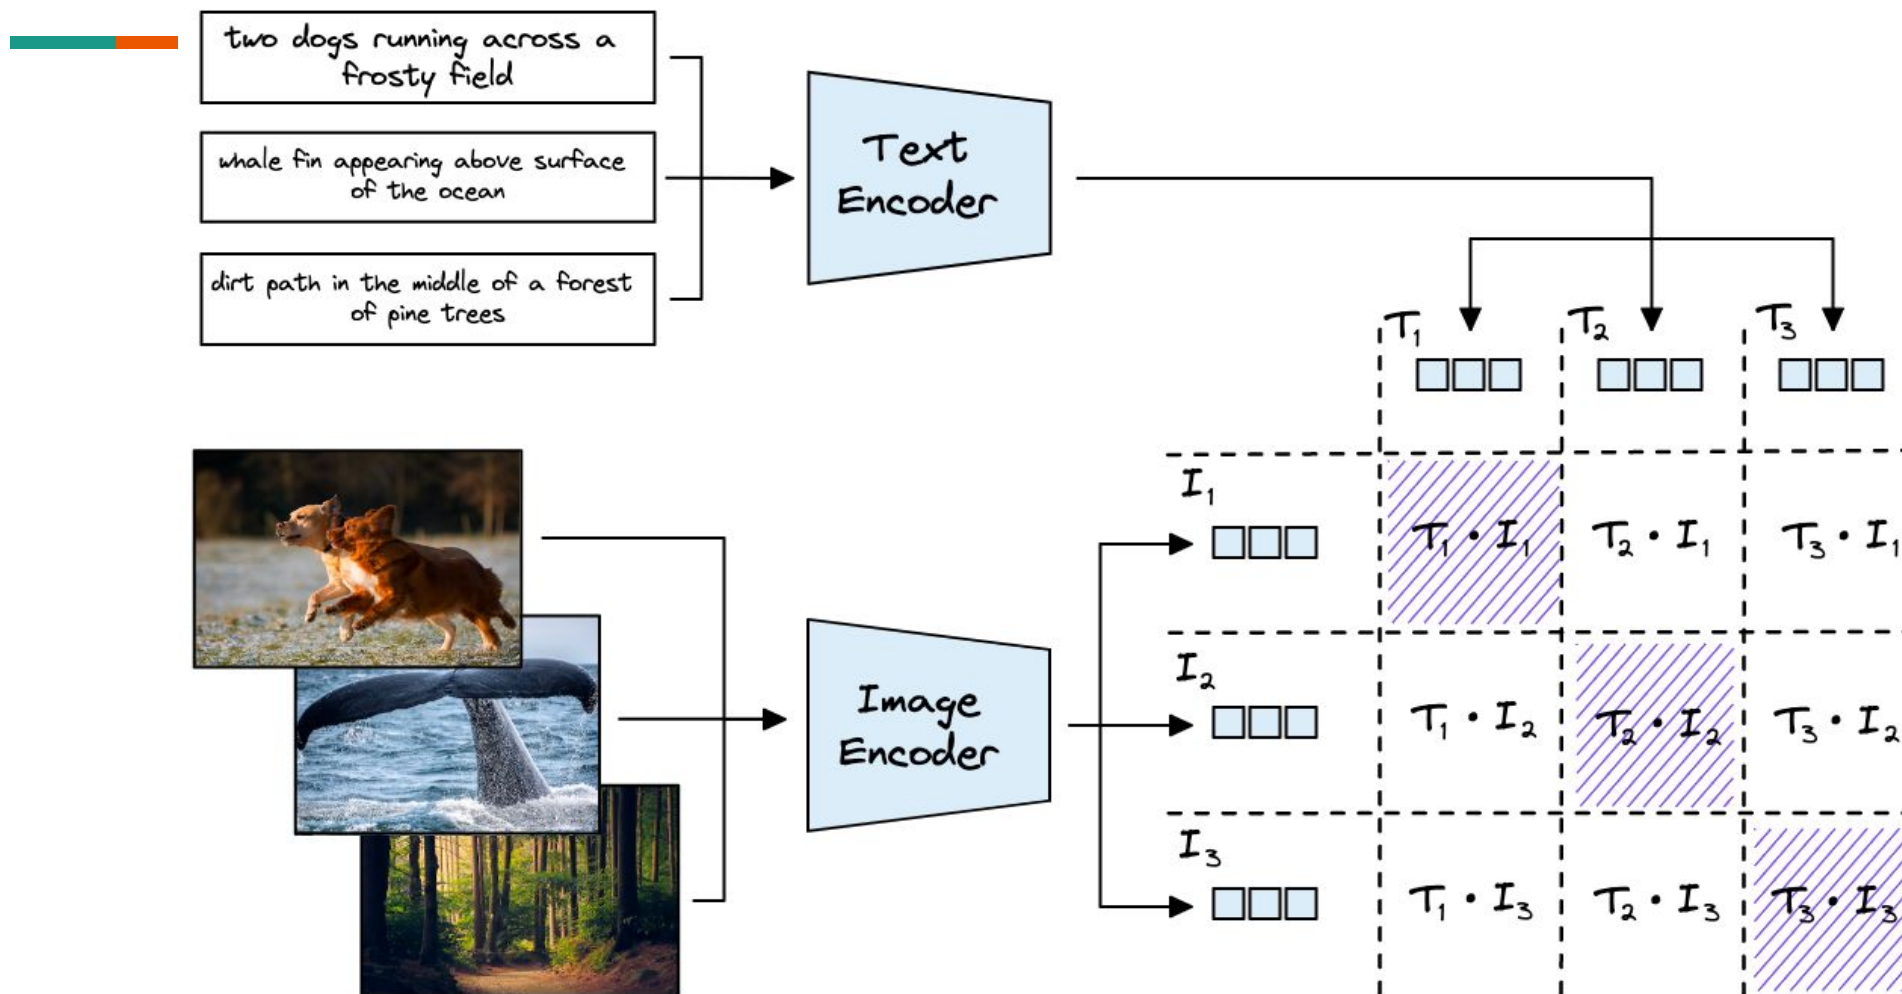 two dogs running across a
frosty field
whale fin appearing above surface
of the ocean
dirt path in the middle of a forest
of pine trees
Text
Encoder
T₁ T₂ T₃
Image
Encoder
I₁
T₁ • I₁ T₂ • I₁ T₃ • I₁
I₂
T₁ • I₂ T₂ • I₂ T₃ • I₂
I₃
T₁ • I₃ T₂ • I₃ T₃ • I₃